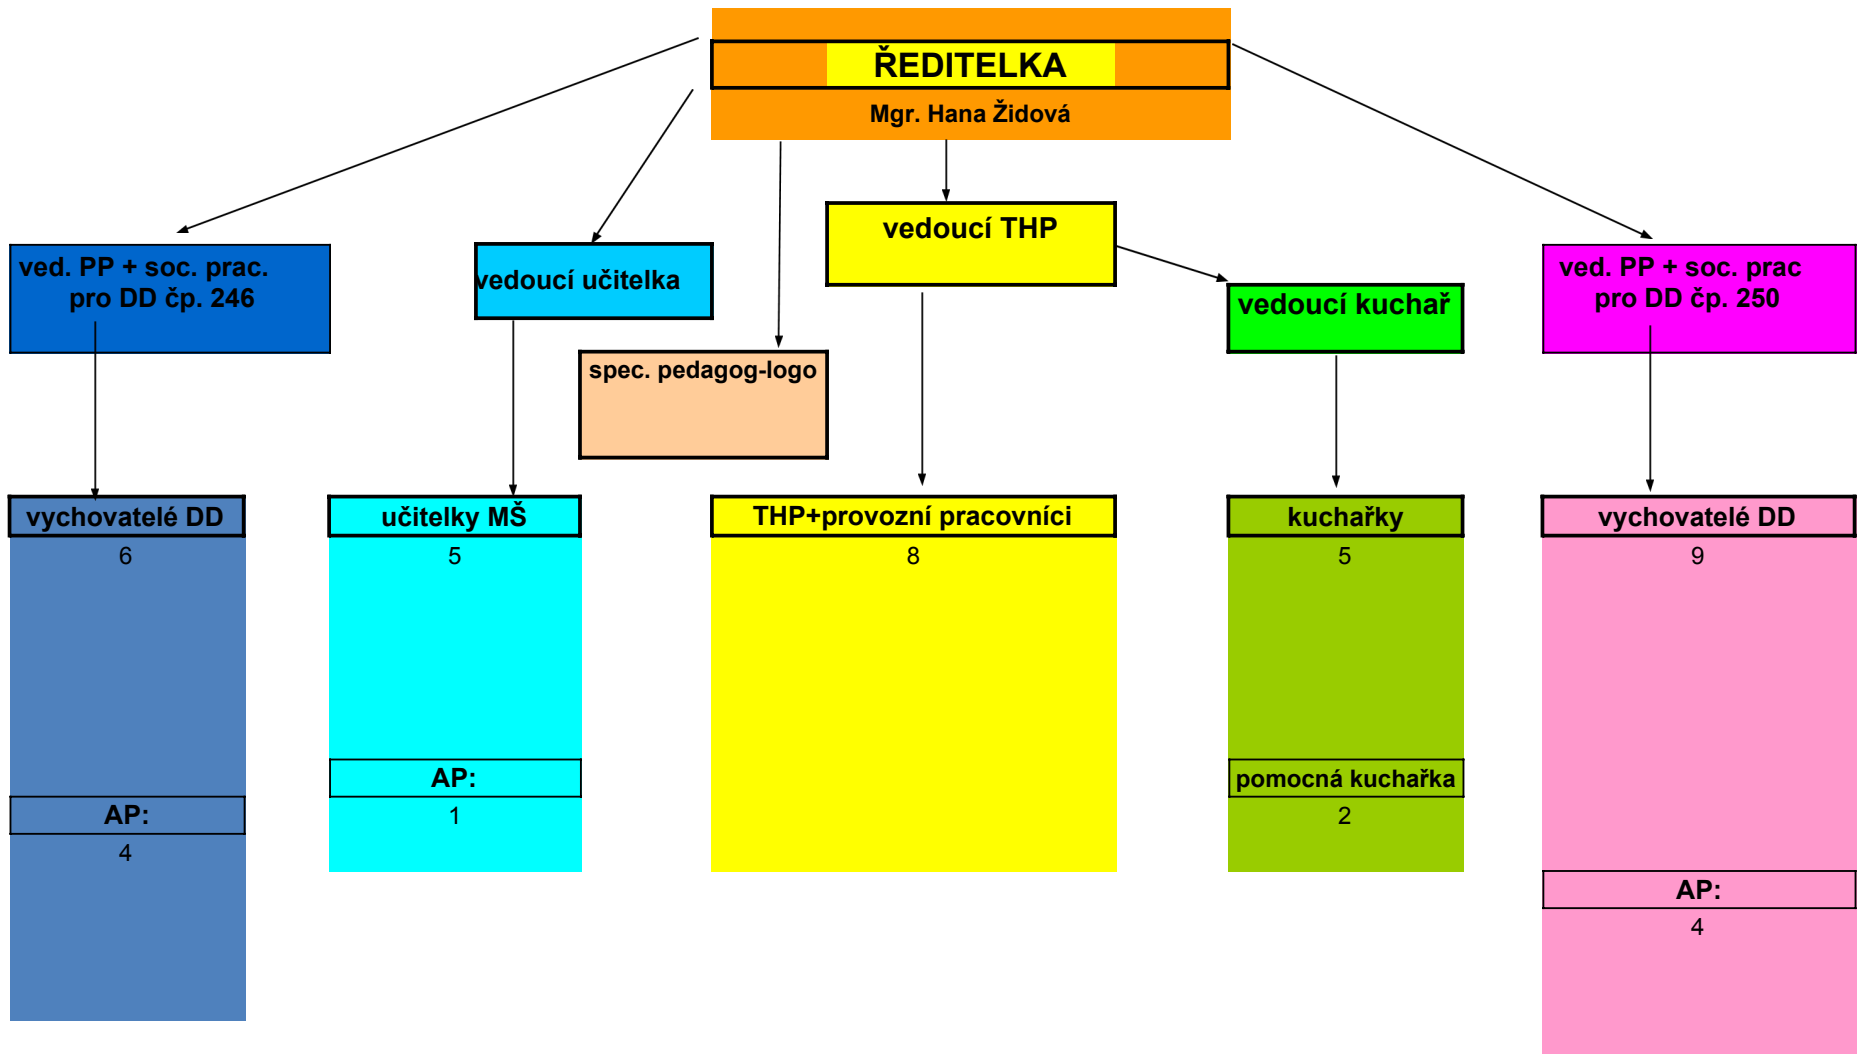 ŘEDITELKA
Mgr. Hana Židová
ved. PP + soc. prac.
pro DD čp. 246
vedoucí učitelka
spec. pedagog-logo
vedoucí THP
vedoucí kuchař
ved. PP + soc. prac
pro DD čp. 250
vychovatelé DD
6
AP:
4
učitelky MŠ
5
AP:
1
THP+provozní pracovníci
8
kuchařky
5
pomocná kuchařka
2
vychovatelé DD
9
AP:
4